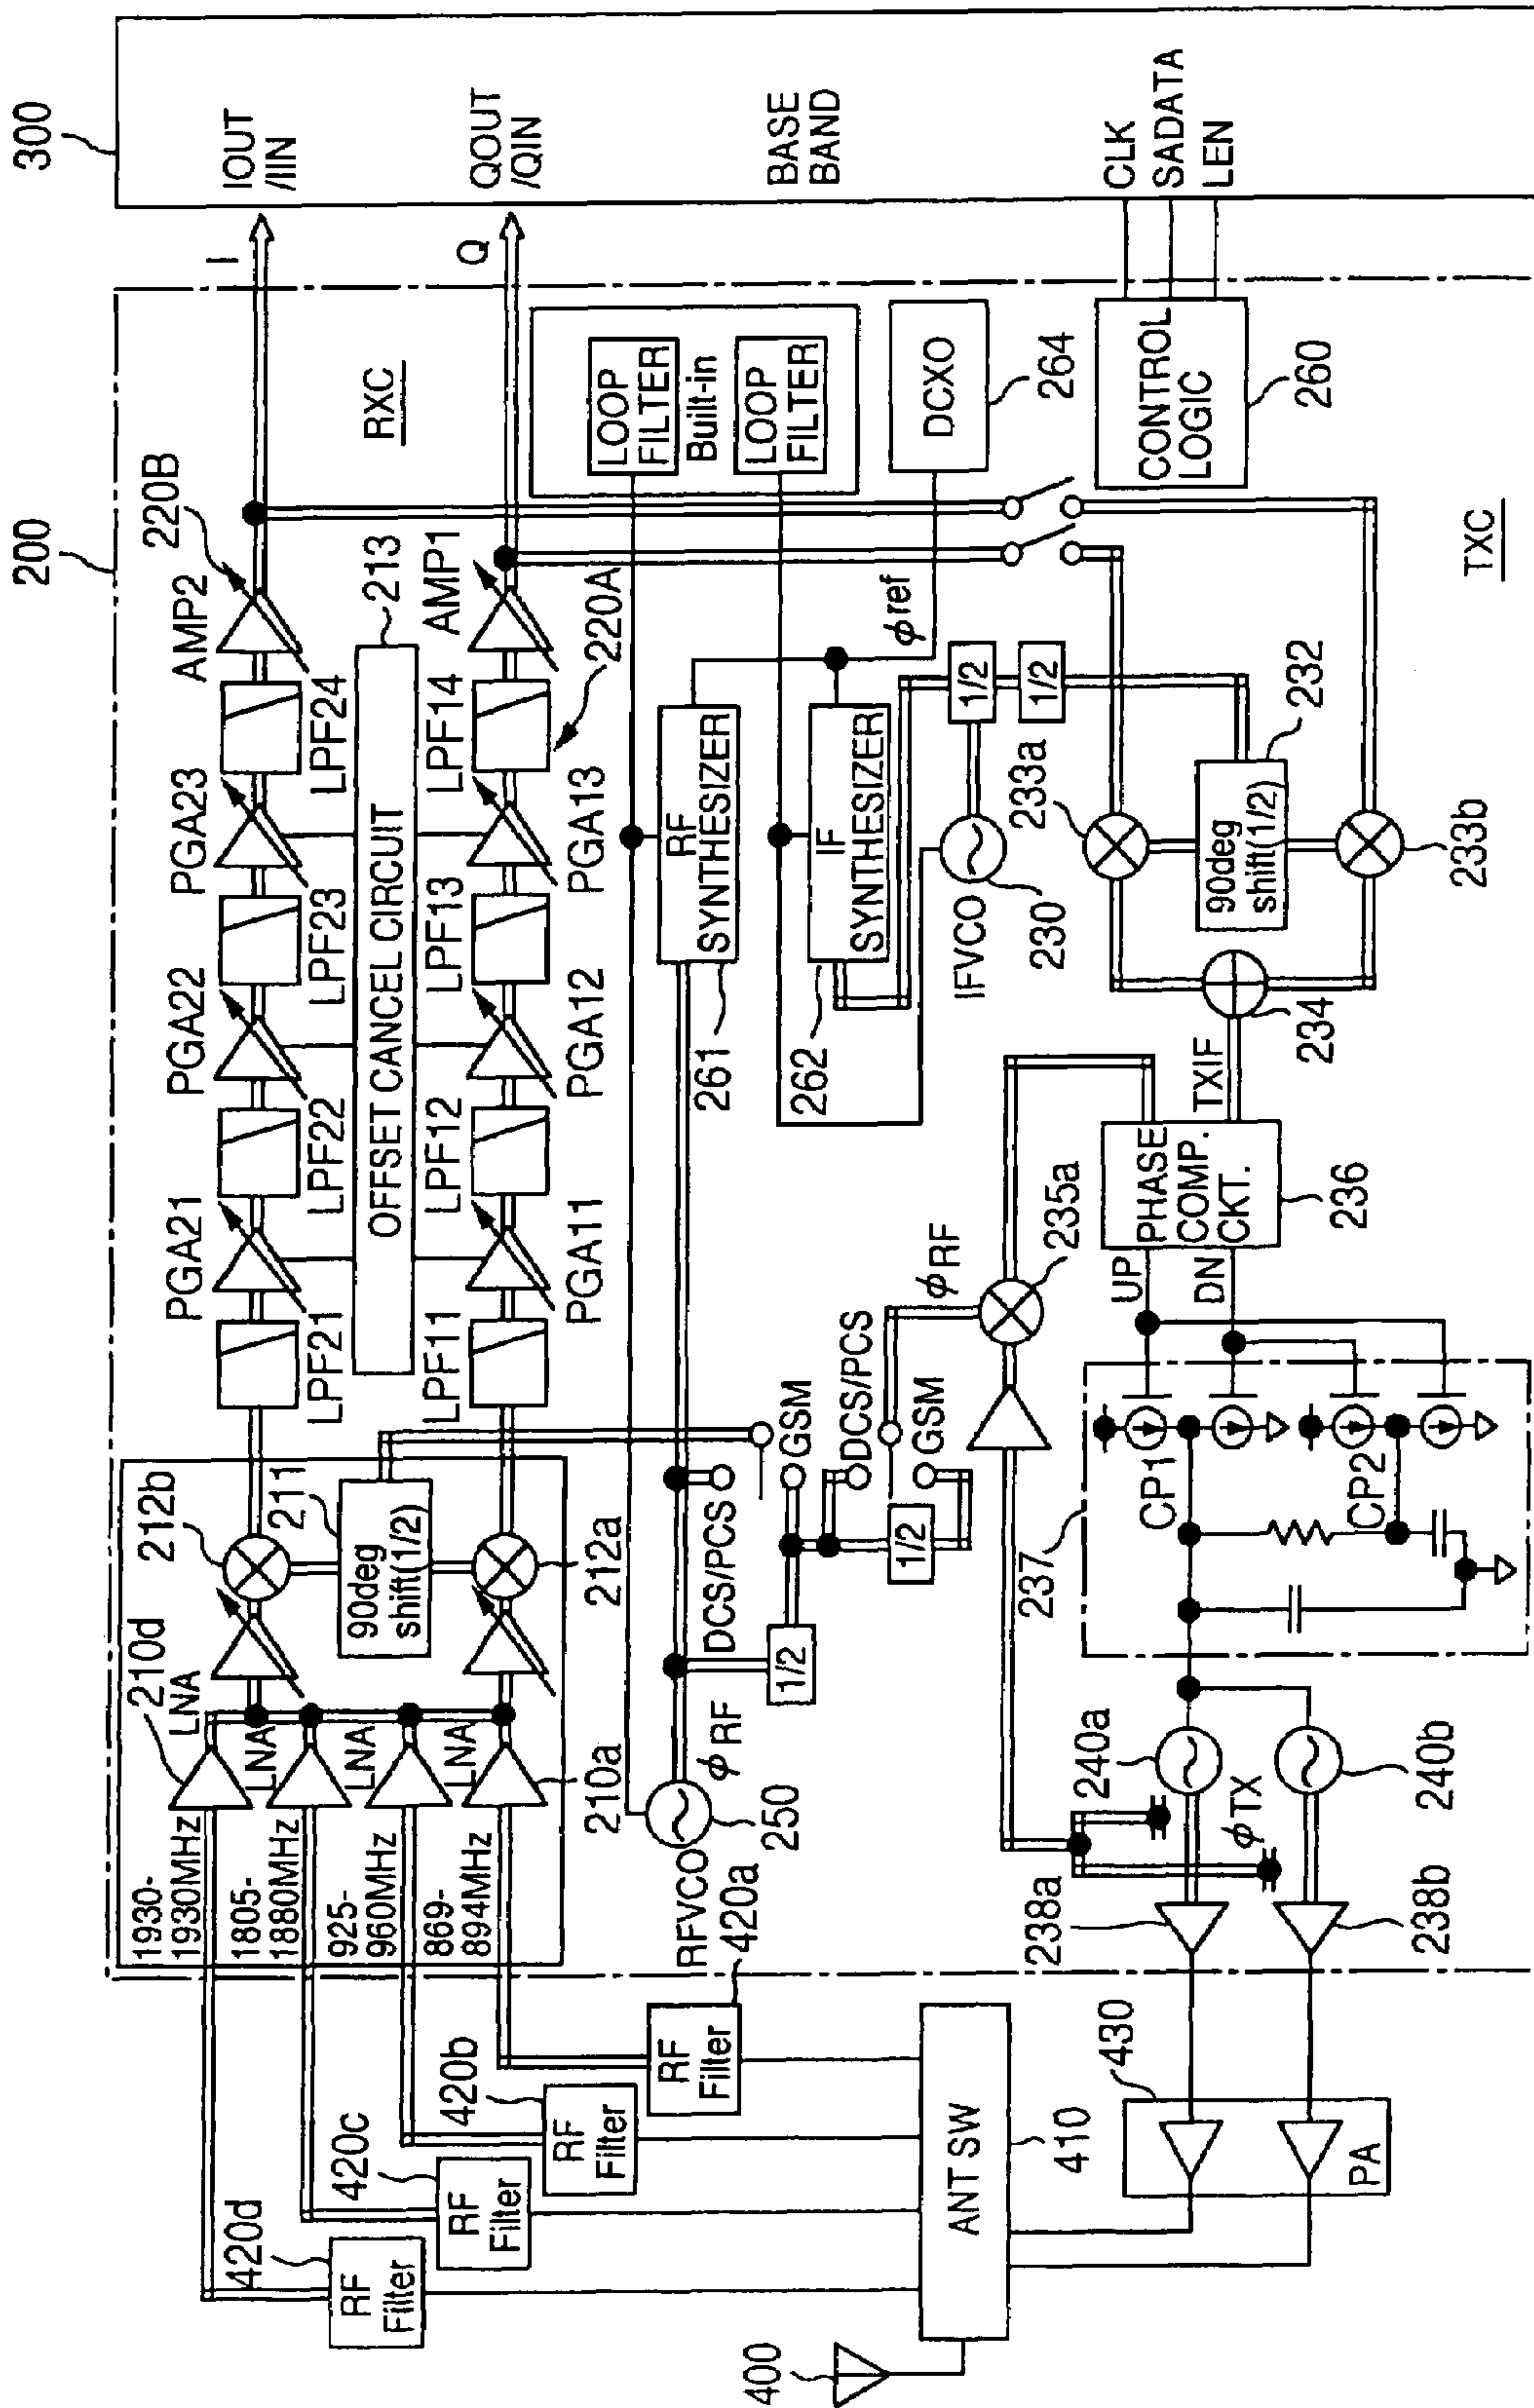 300
IOUT
/IIN
QOUT
/QIN
BASE
BAND
CLK
SADATA
LEN
200
I
Q
RXC
AMP2
220B
213
AMP1
220A
LPF24
LPF14
PGA23
PGA13
LPF23
LPF13
PGA22
PGA12
LPF22
LPF12
PGA21
PGA11
LPF21
LPF11
OFFSET CANCEL CIRCUIT
LOOP
FILTER
Built-in
LOOP
FILTER
DCXO
264
CONTROL
LOGIC
260
RF
SYNTHESIZER
261
IF
SYNTHESIZER
262
ϕref
1/2
1/2
IFVCO
230
233a
90deg
shift(1/2)
232
233b
234
TXIF
TXC
PHASE
COMP.
CKT.
236
UP
DN
235a
ϕRF
212b
211
90deg
shift(1/2)
212a
210d
LNA
LNA
LNA
LNA
210a
1930-
1930MHz
1805-
1880MHz
925-
960MHz
869-
894MHz
RFVCO
250
ϕRF
1/2
DCS/PCS
GSM
1/2
DCS/PCS
GSM
237
CP1
CP2
240a
ϕTX
240b
238a
238b
420a
RF
Filter
420b
RF
Filter
420c
RF
Filter
420d
RF
Filter
ANT SW
410
430
PA
400